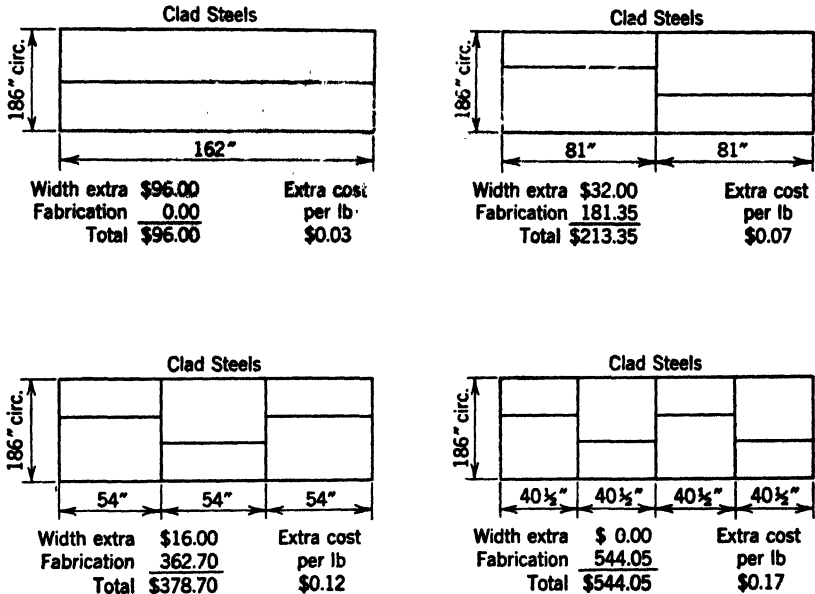 Clad Steels
186" circ.
162"
Width extra $96.00 Extra cost
Fabrication 0.00 per lb
Total $96.00 $0.03
Clad Steels
186" circ.
81" 81"
Width extra $32.00 Extra cost
Fabrication 181.35 per lb
Total $213.35 $0.07
Clad Steels
186" circ.
54" 54" 54"
Width extra $16.00 Extra cost
Fabrication 362.70 per lb
Total $378.70 $0.12
Clad Steels
186" circ.
40½" 40½" 40½" 40½"
Width extra $ 0.00 Extra cost
Fabrication 544.05 per lb
Total $544.05 $0.17